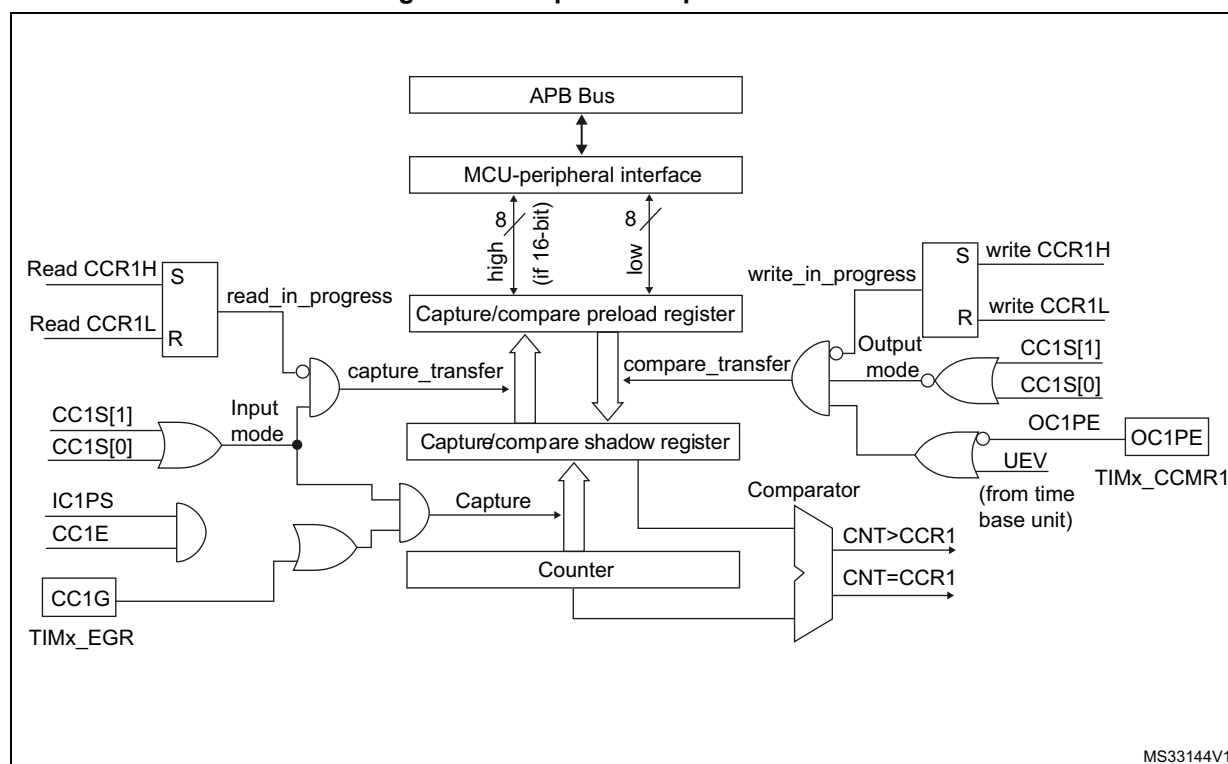 APB Bus
MCU-peripheral interface
8
8
high
(if 16-bit)
low
Read CCR1H
S
read_in_progress
Read CCR1L
R
write_in_progress
S
write CCR1H
R
write CCR1L
Capture/compare preload register
capture_transfer
compare_transfer
Output
mode
CC1S[1]
CC1S[0]
CC1S[1]
CC1S[0]
Input
mode
Capture/compare shadow register
OC1PE
OC1PE
UEV
TIMx_CCMR1
(from time
base unit)
IC1PS
CC1E
Capture
Comparator
CNT>CCR1
CNT=CCR1
Counter
CC1G
TIMx_EGR
MS33144V1